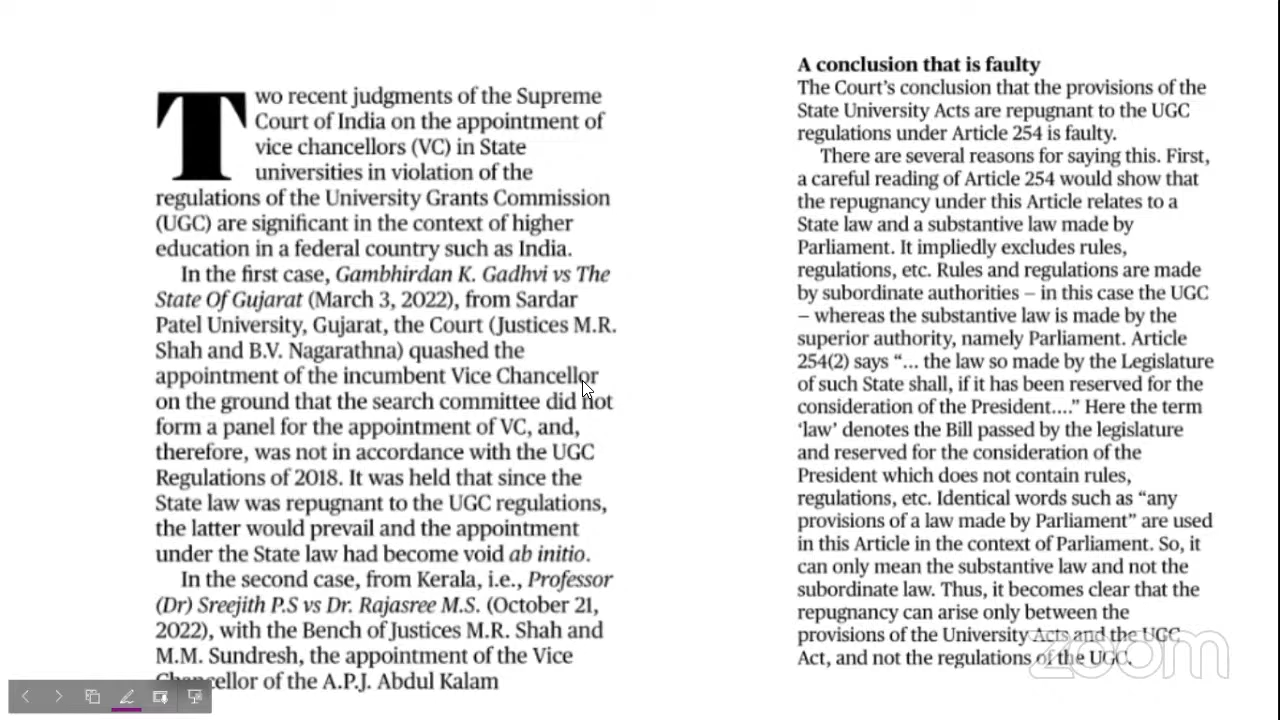 Two recent judgments of the Supreme
Court of India on the appointment of
vice chancellors (VC) in State
universities in violation of the
regulations of the University Grants Commission
(UGC) are significant in the context of higher
education in a federal country such as India.
In the first case, Gambhirdan K. Gadhvi vs The
State Of Gujarat (March 3, 2022), from Sardar
Patel University, Gujarat, the Court (Justices M.R.
Shah and B.V. Nagarathna) quashed the
appointment of the incumbent Vice Chancellor
on the ground that the search committee did not
form a panel for the appointment of VC, and,
therefore, was not in accordance with the UGC
Regulations of 2018. It was held that since the
State law was repugnant to the UGC regulations,
the latter would prevail and the appointment
under the State law had become void ab initio.
In the second case, from Kerala, i.e., Professor
(Dr) Sreejith P.S vs Dr. Rajasree M.S. (October 21,
2022), with the Bench of Justices M.R. Shah and
M.M. Sundresh, the appointment of the Vice
Chancellor of the A.P.J. Abdul Kalam
A conclusion that is faulty
The Court's conclusion that the provisions of the
State University Acts are repugnant to the UGC
regulations under Article 254 is faulty.
There are several reasons for saying this. First,
a careful reading of Article 254 would show that
the repugnancy under this Article relates to a
State law and a substantive law made by
Parliament. It impliedly excludes rules,
regulations, etc. Rules and regulations are made
by subordinate authorities – in this case the UGC
– whereas the substantive law is made by the
superior authority, namely Parliament. Article
254(2) says “... the law so made by the Legislature
of such State shall, if it has been reserved for the
consideration of the President....” Here the term
‘law’ denotes the Bill passed by the legislature
and reserved for the consideration of the
President which does not contain rules,
regulations, etc. Identical words such as “any
provisions of a law made by Parliament” are used
in this Article in the context of Parliament. So, it
can only mean the substantive law and not the
subordinate law. Thus, it becomes clear that the
repugnancy can arise only between the
provisions of the University Acts and the UGC
Act, and not the regulations of the UGC.
zoom